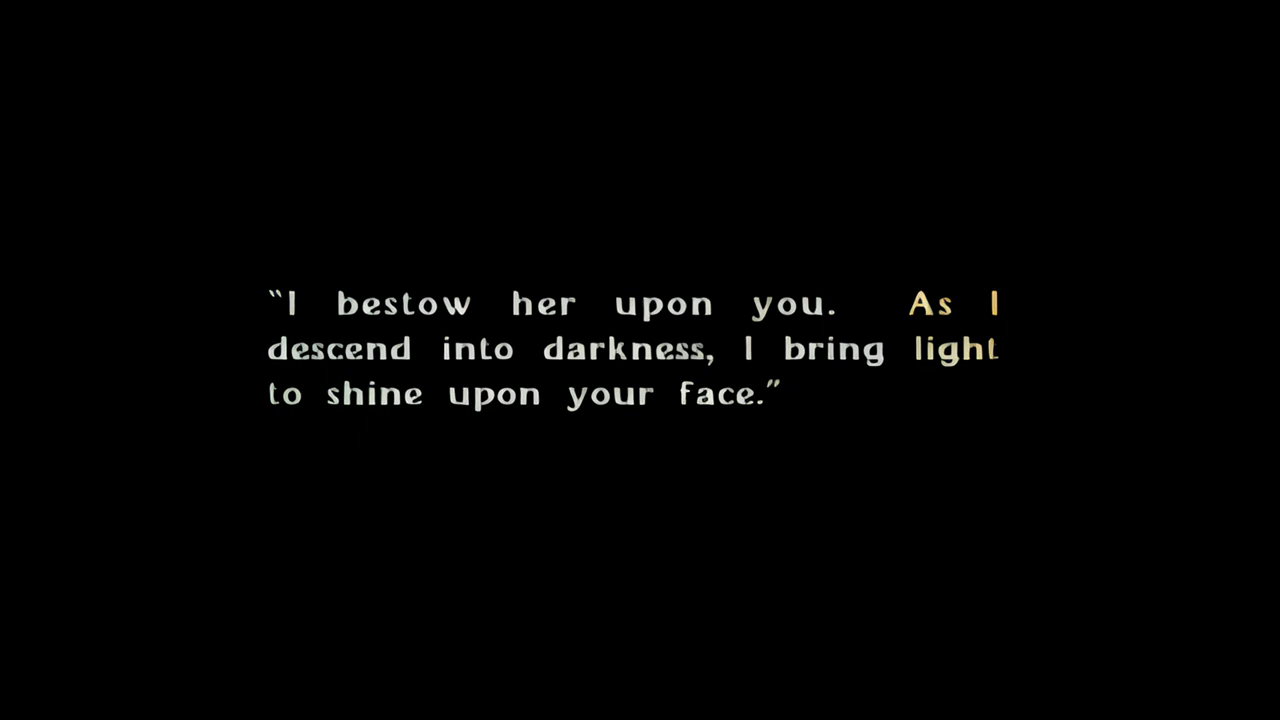 “I bestow her upon you. As I
descend into darkness, I bring light
to shine upon your face.”